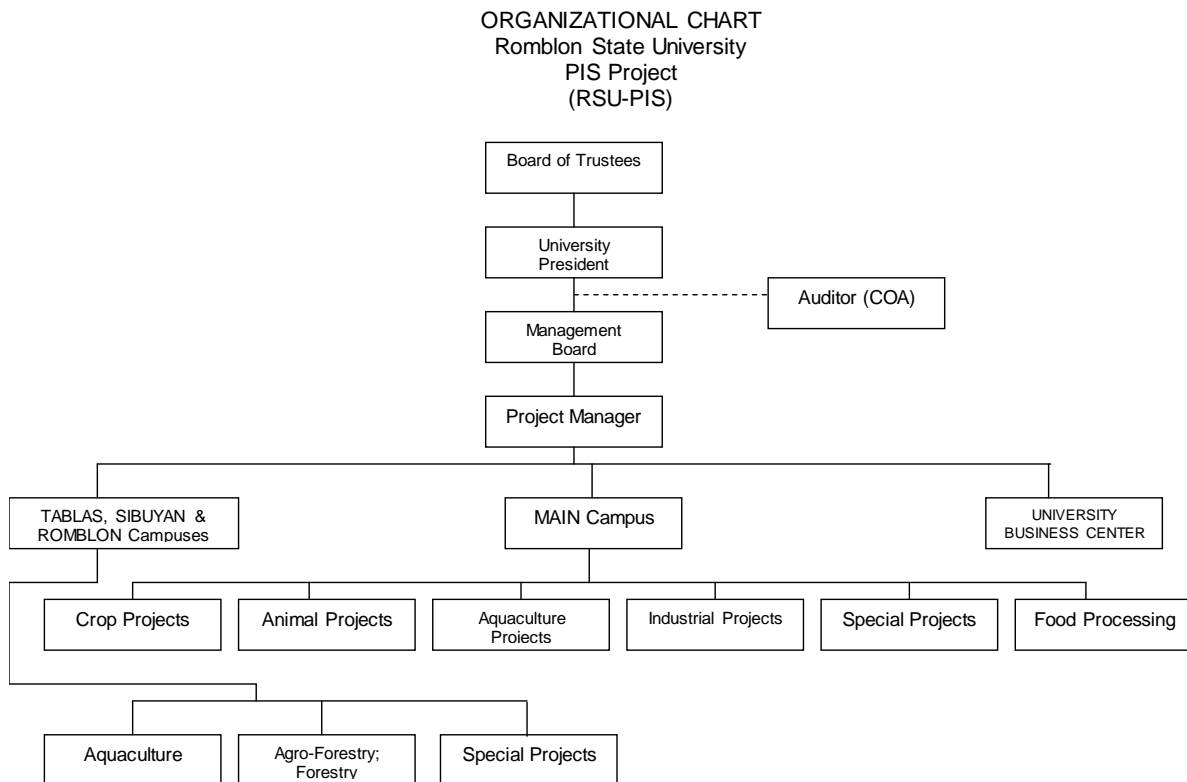 ORGANIZATIONAL CHART
Romblon State University
PIS Project
(RSU-PIS)
Board of Trustees
University
President
Auditor (COA)
Management
Board
Project Manager
TABLAS, SIBUYAN &
ROMBLON Campuses
MAIN Campus
UNIVERSITY
BUSINESS CENTER
Crop Projects
Animal Projects
Aquaculture
Projects
Industrial Projects
Special Projects
Food Processing
Aquaculture
Agro-Forestry;
Forestry
Special Projects